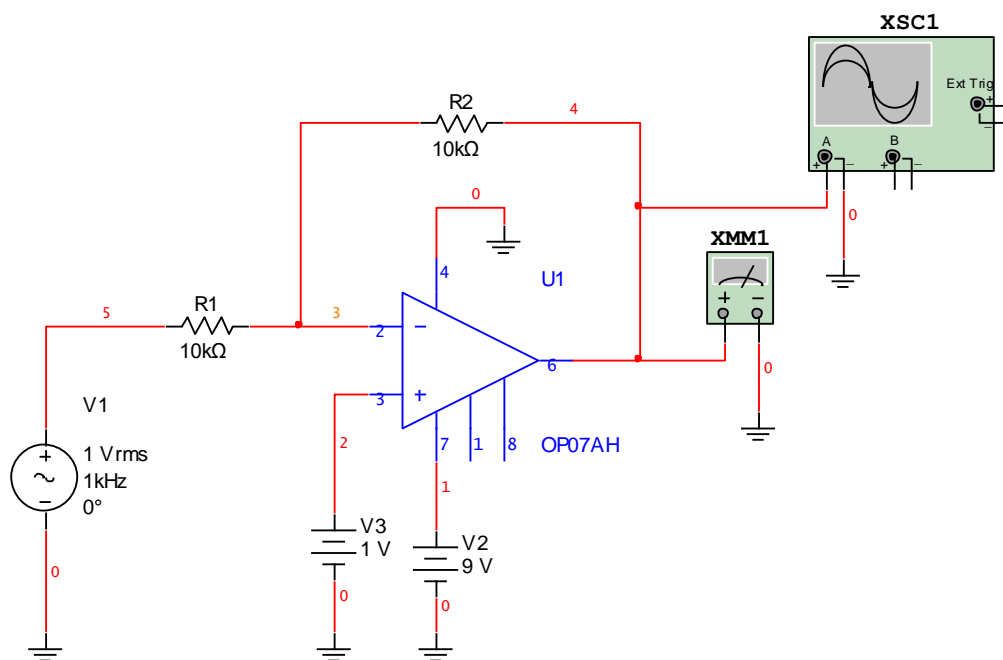 XSC1
Ext Trig
+
−
A
B
+ −
+ −
R2
10kΩ
4
0
0
XMM1
+ −
4
U1
R1
10kΩ
5
3
2
−
6
3
+
0
V1
1 Vrms
1kHz
0°
+
−
2
7
1
8
OP07AH
1
V3
1 V
V2
9 V
0
0
0